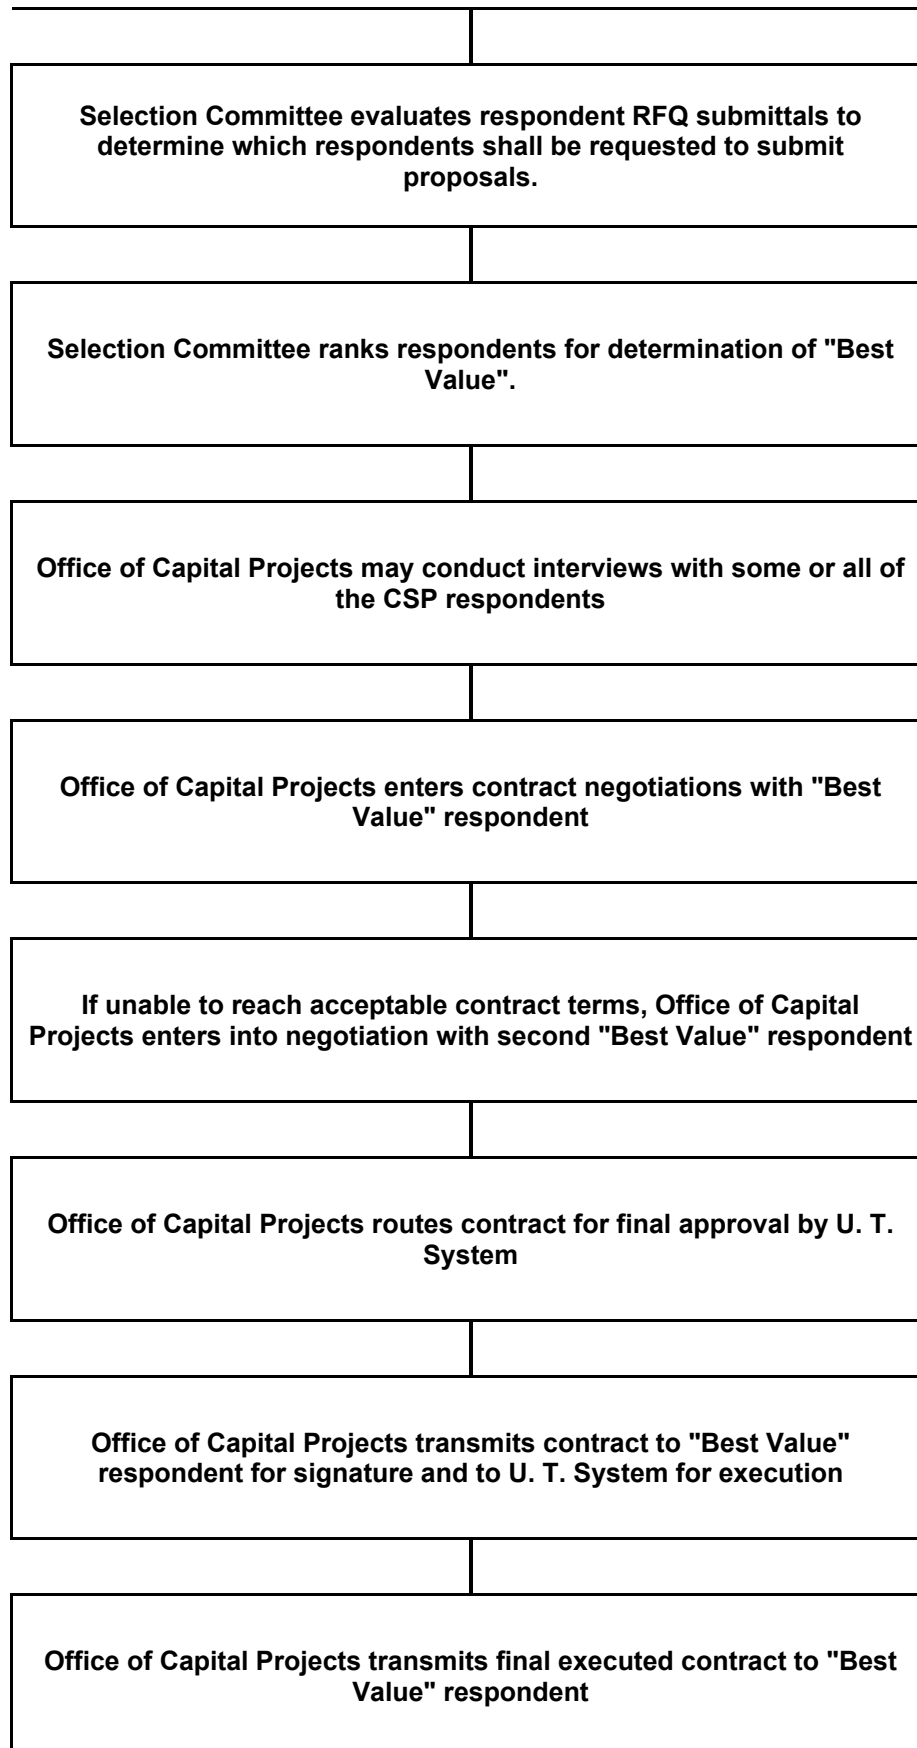 Selection Committee evaluates respondent RFQ submittals to
determine which respondents shall be requested to submit
proposals.
Selection Committee ranks respondents for determination of "Best
Value".
Office of Capital Projects may conduct interviews with some or all of
the CSP respondents
Office of Capital Projects enters contract negotiations with "Best
Value" respondent
If unable to reach acceptable contract terms, Office of Capital
Projects enters into negotiation with second "Best Value" respondent
Office of Capital Projects routes contract for final approval by U. T.
System
Office of Capital Projects transmits contract to "Best Value"
respondent for signature and to U. T. System for execution
Office of Capital Projects transmits final executed contract to "Best
Value" respondent